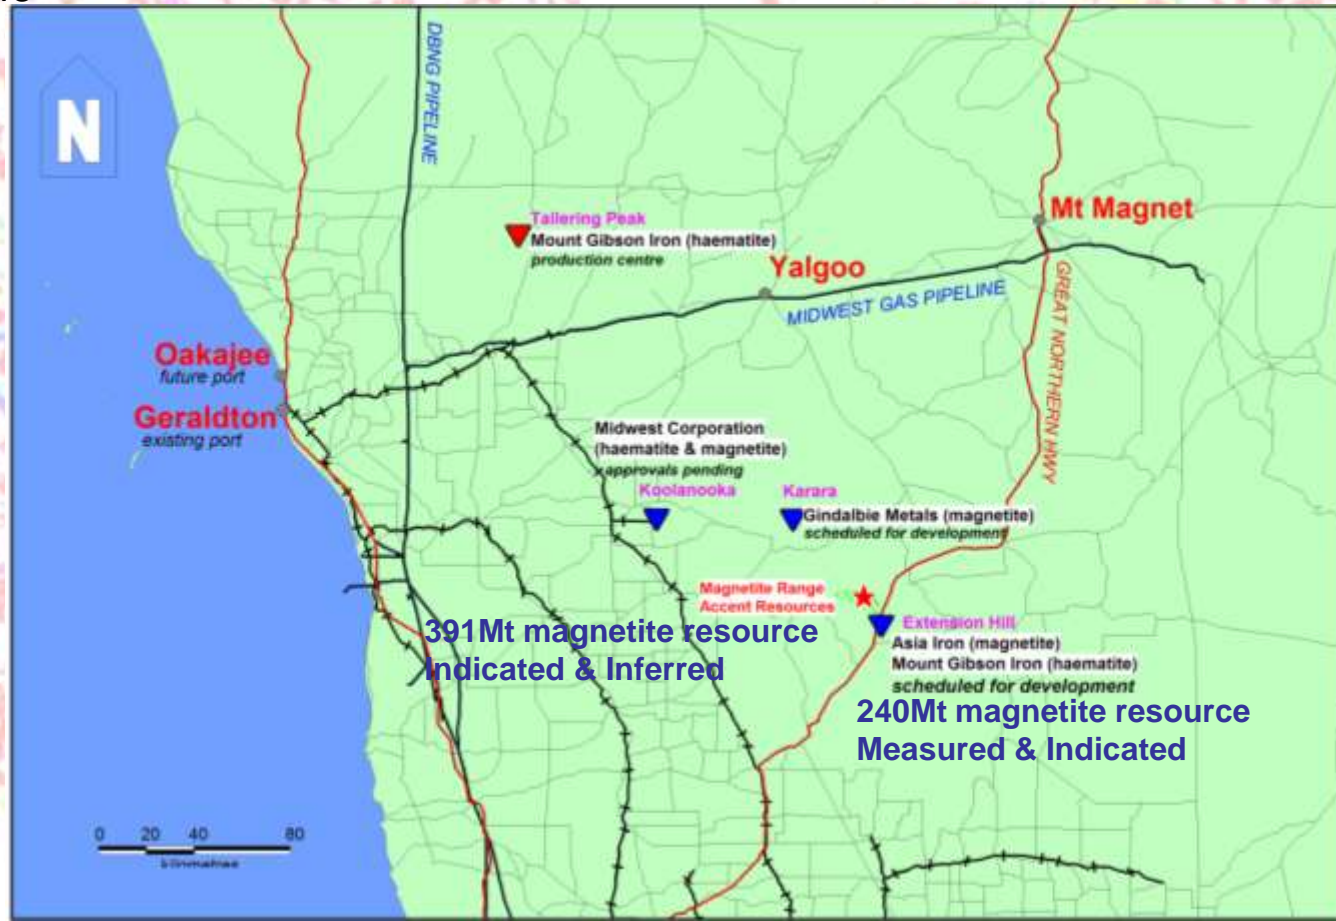 N
DBNG PIPELINE
Tallering Peak
Mount Gibson Iron (haematite)
production centre
Mt Magnet
Yalgoo
MIDWEST GAS PIPELINE
GREAT NORTHERN HWY
Oakajee
future port
Geraldton
existing port
Midwest Corporation
(haematite & magnetite)
approvals pending
Koolanooka
Karara
Gindalbie Metals (magnetite)
scheduled for development
Magnetite Range
Accent Resources
391Mt magnetite resource
Indicated & Inferred
Extension Hill
Asia Iron (magnetite)
Mount Gibson Iron (haematite)
scheduled for development
240Mt magnetite resource
Measured & Indicated
0 20 40 80
kilometres